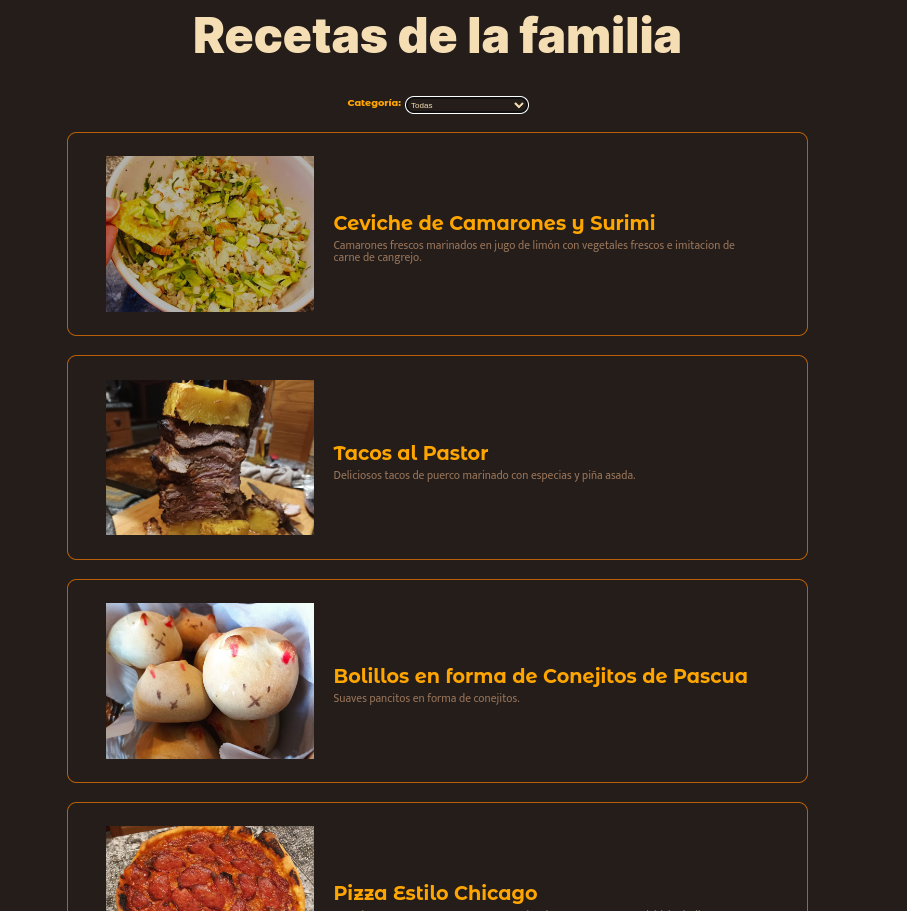 Recetas de la familia
Categoría: Todas
Ceviche de Camarones y Surimi
Camarones frescos marinados en jugo de limón con vegetales frescos e imitacion de
carne de cangrejo.
Tacos al Pastor
Deliciosos tacos de puerco marinado con especias y piña asada.
Bolillos en forma de Conejitos de Pascua
Suaves pancitos en forma de conejitos.
Pizza Estilo Chicago